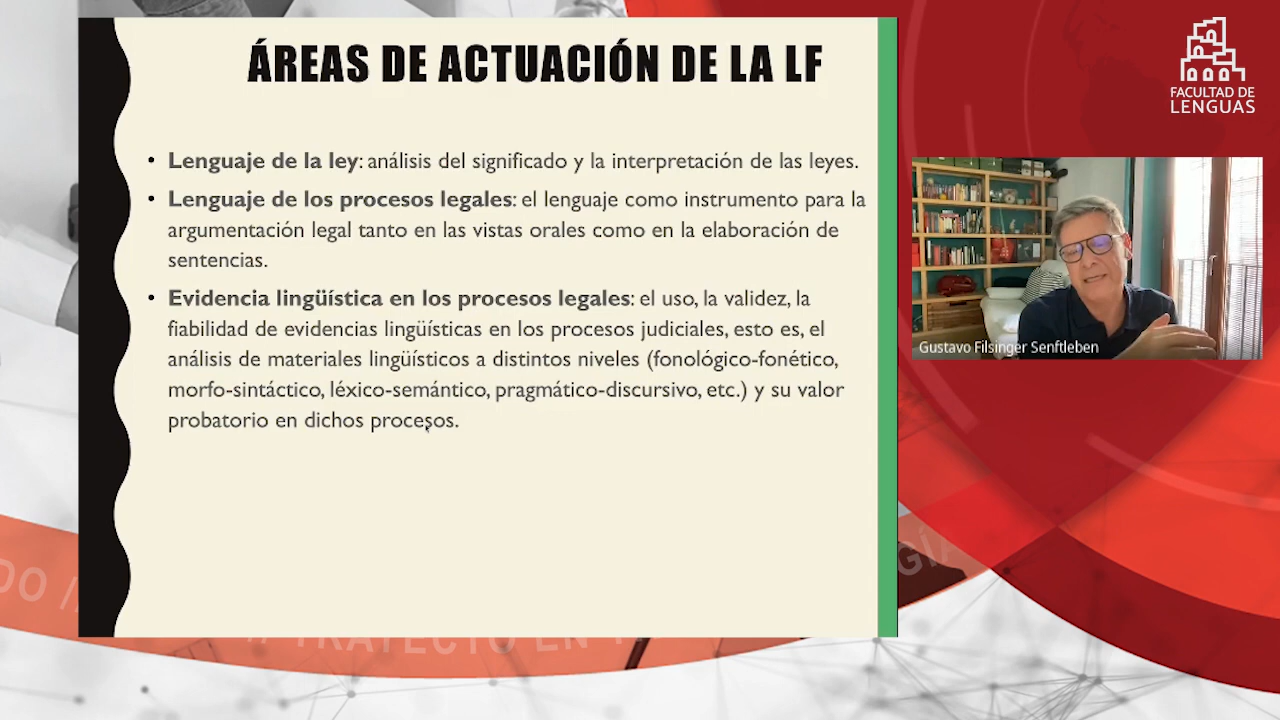 ÁREAS DE ACTUACIÓN DE LA LF
• Lenguaje de la ley: análisis del significado y la interpretación de las leyes.
• Lenguaje de los procesos legales: el lenguaje como instrumento para la
argumentación legal tanto en las vistas orales como en la elaboración de
sentencias.
• Evidencia lingüística en los procesos legales: el uso, la validez, la
fiabilidad de evidencias lingüísticas en los procesos judiciales, esto es, el
análisis de materiales lingüísticos a distintos niveles (fonológico-fonético,
morfo-sintáctico, léxico-semántico, pragmático-discursivo, etc.) y su valor
probatorio en dichos procesos.
FACULTAD DE
LENGUAS
Gustavo Filsinger Senftleben
DO //
// TRAYECTO EN
GÍA